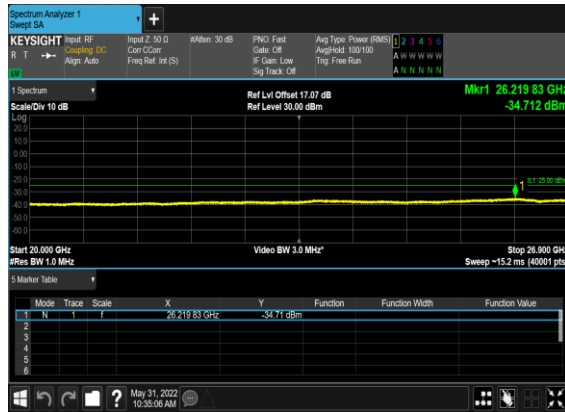 Spectrum Analyzer 1
Swept SA
+
KEYSIGHT Input: RF Input Z: 50 Ω #Atten: 30 dB PNO: Fast Avg Type: Power (RMS) 1 2 3 4 5 6
R T Coupling: DC Corr CCorr Gate: Off Avg|Hold: 100/100 A W W W W W
Align: Auto Freq Ref: Int (S) IF Gain: Low Trig: Free Run
LU Sig Track: Off A N N N N N
1 Spectrum Ref Lvl Offset 17.07 dB Mkr1 26.219 83 GHz
Scale/Div 10 dB Ref Level 30.00 dBm -34.712 dBm
Log
20.0
10.0
0.00
-10.0
-20.0
-30.0
-40.0
-50.0
-60.0
1
-25.00 dBm
Start 20.000 GHz Video BW 3.0 MHz* Stop 26.900 GHz
#Res BW 1.0 MHz Sweep ~15.2 ms (40001 pts)
5 Marker Table
Mode Trace Scale X Y Function Function Width Function Value
1 N 1 f 26.219 83 GHz -34.71 dBm
2
3
4
5
6
? May 31, 2022
10:35:06 AM